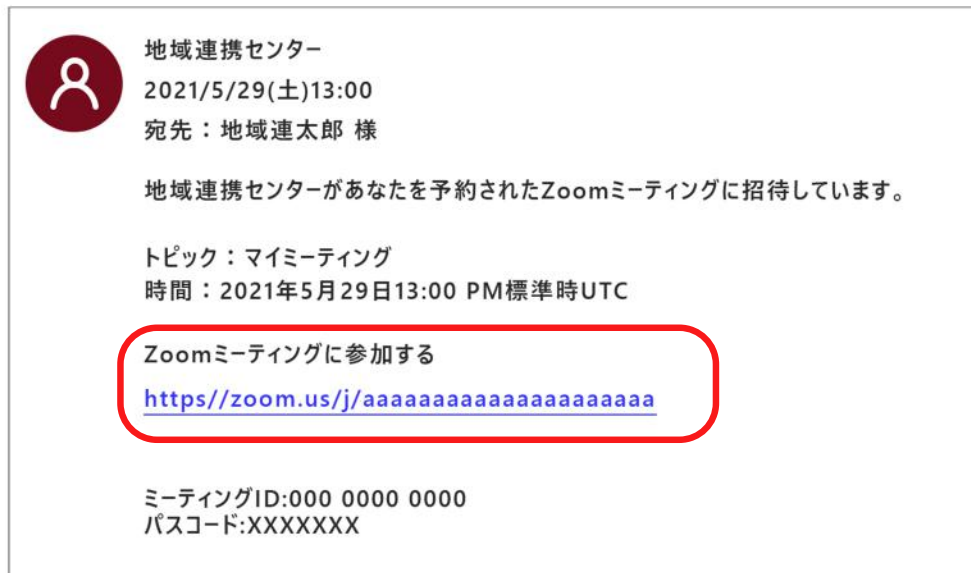 地域連携センター
2021/5/29(土)13:00
宛先：地域連太郎 様
地域連携センターがあなたを予約されたZoomミーティングに招待しています。
トピック：マイミーティング
時間：2021年5月29日13:00 PM標準時UTC
Zoomミーティングに参加する
https//zoom.us/j/aaaaaaaaaaaaaaaaaaaaa
ミーティングID:000 0000 0000
パスコード:XXXXXXX